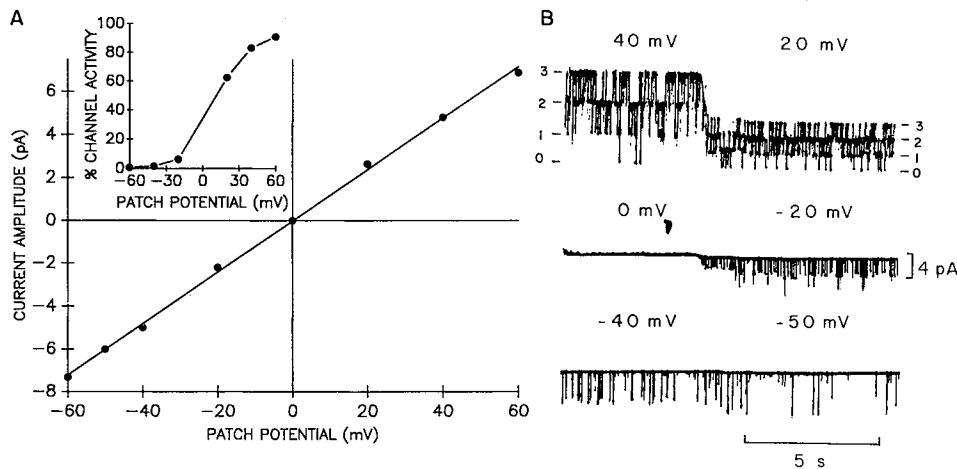 A
% CHANNEL ACTIVITY
100
80
60
40
20
0
-60 -30 0 30 60
PATCH POTENTIAL (mV)
CURRENT AMPLITUDE (pA)
6
4
2
0
-2
-4
-6
-8
-60 -40 -20 0 20 40 60
PATCH POTENTIAL (mV)
B
40 mV 20 mV
3
2
1
0
3
2
1
0
0 mV -20 mV
4 pA
-40 mV -50 mV
5 s